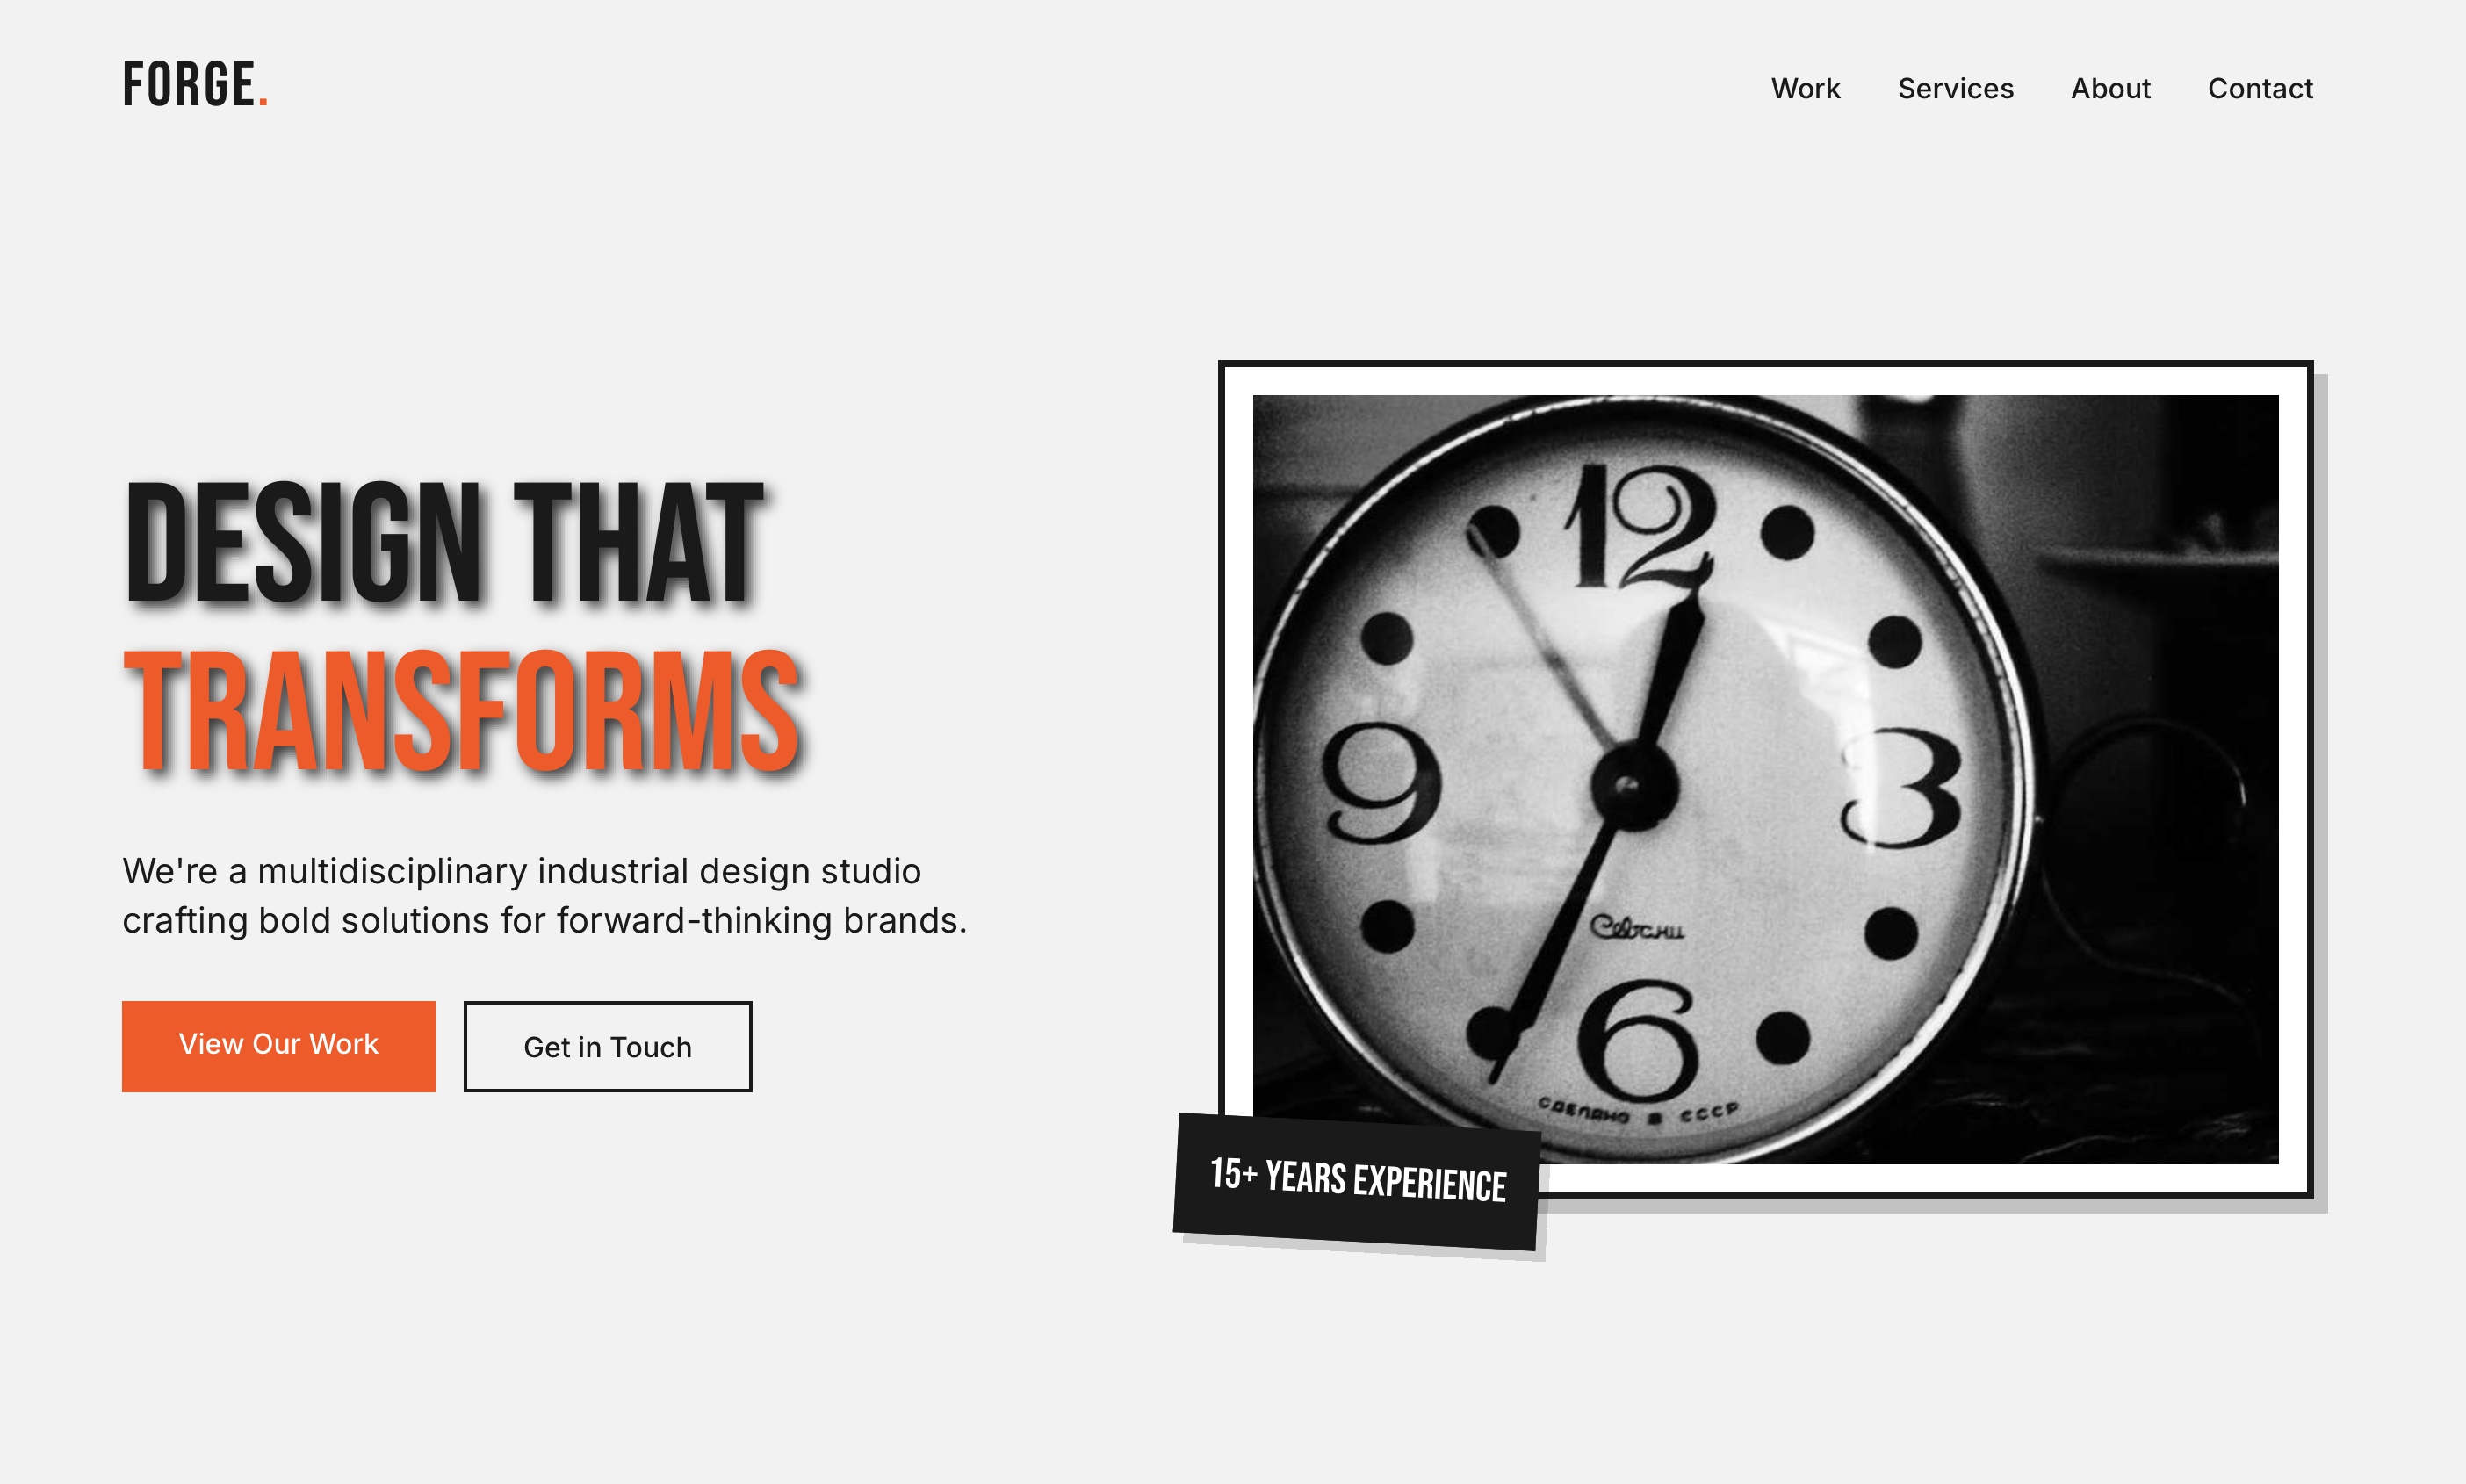 FORGE.
Work Services About Contact
DESIGN THAT
TRANSFORMS
We're a multidisciplinary industrial design studio
crafting bold solutions for forward-thinking brands.
View Our Work Get in Touch
12
9 3
6
СДЕЛАНО В СССР
15+ YEARS EXPERIENCE